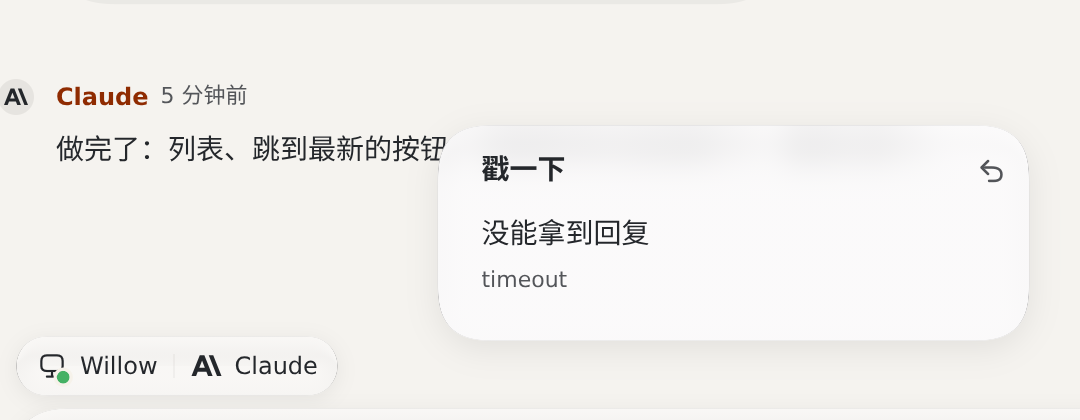 Claude 5 分钟前
做完了：列表、跳到最新的按钮
戳一下
没能拿到回复
timeout
Willow
Claude